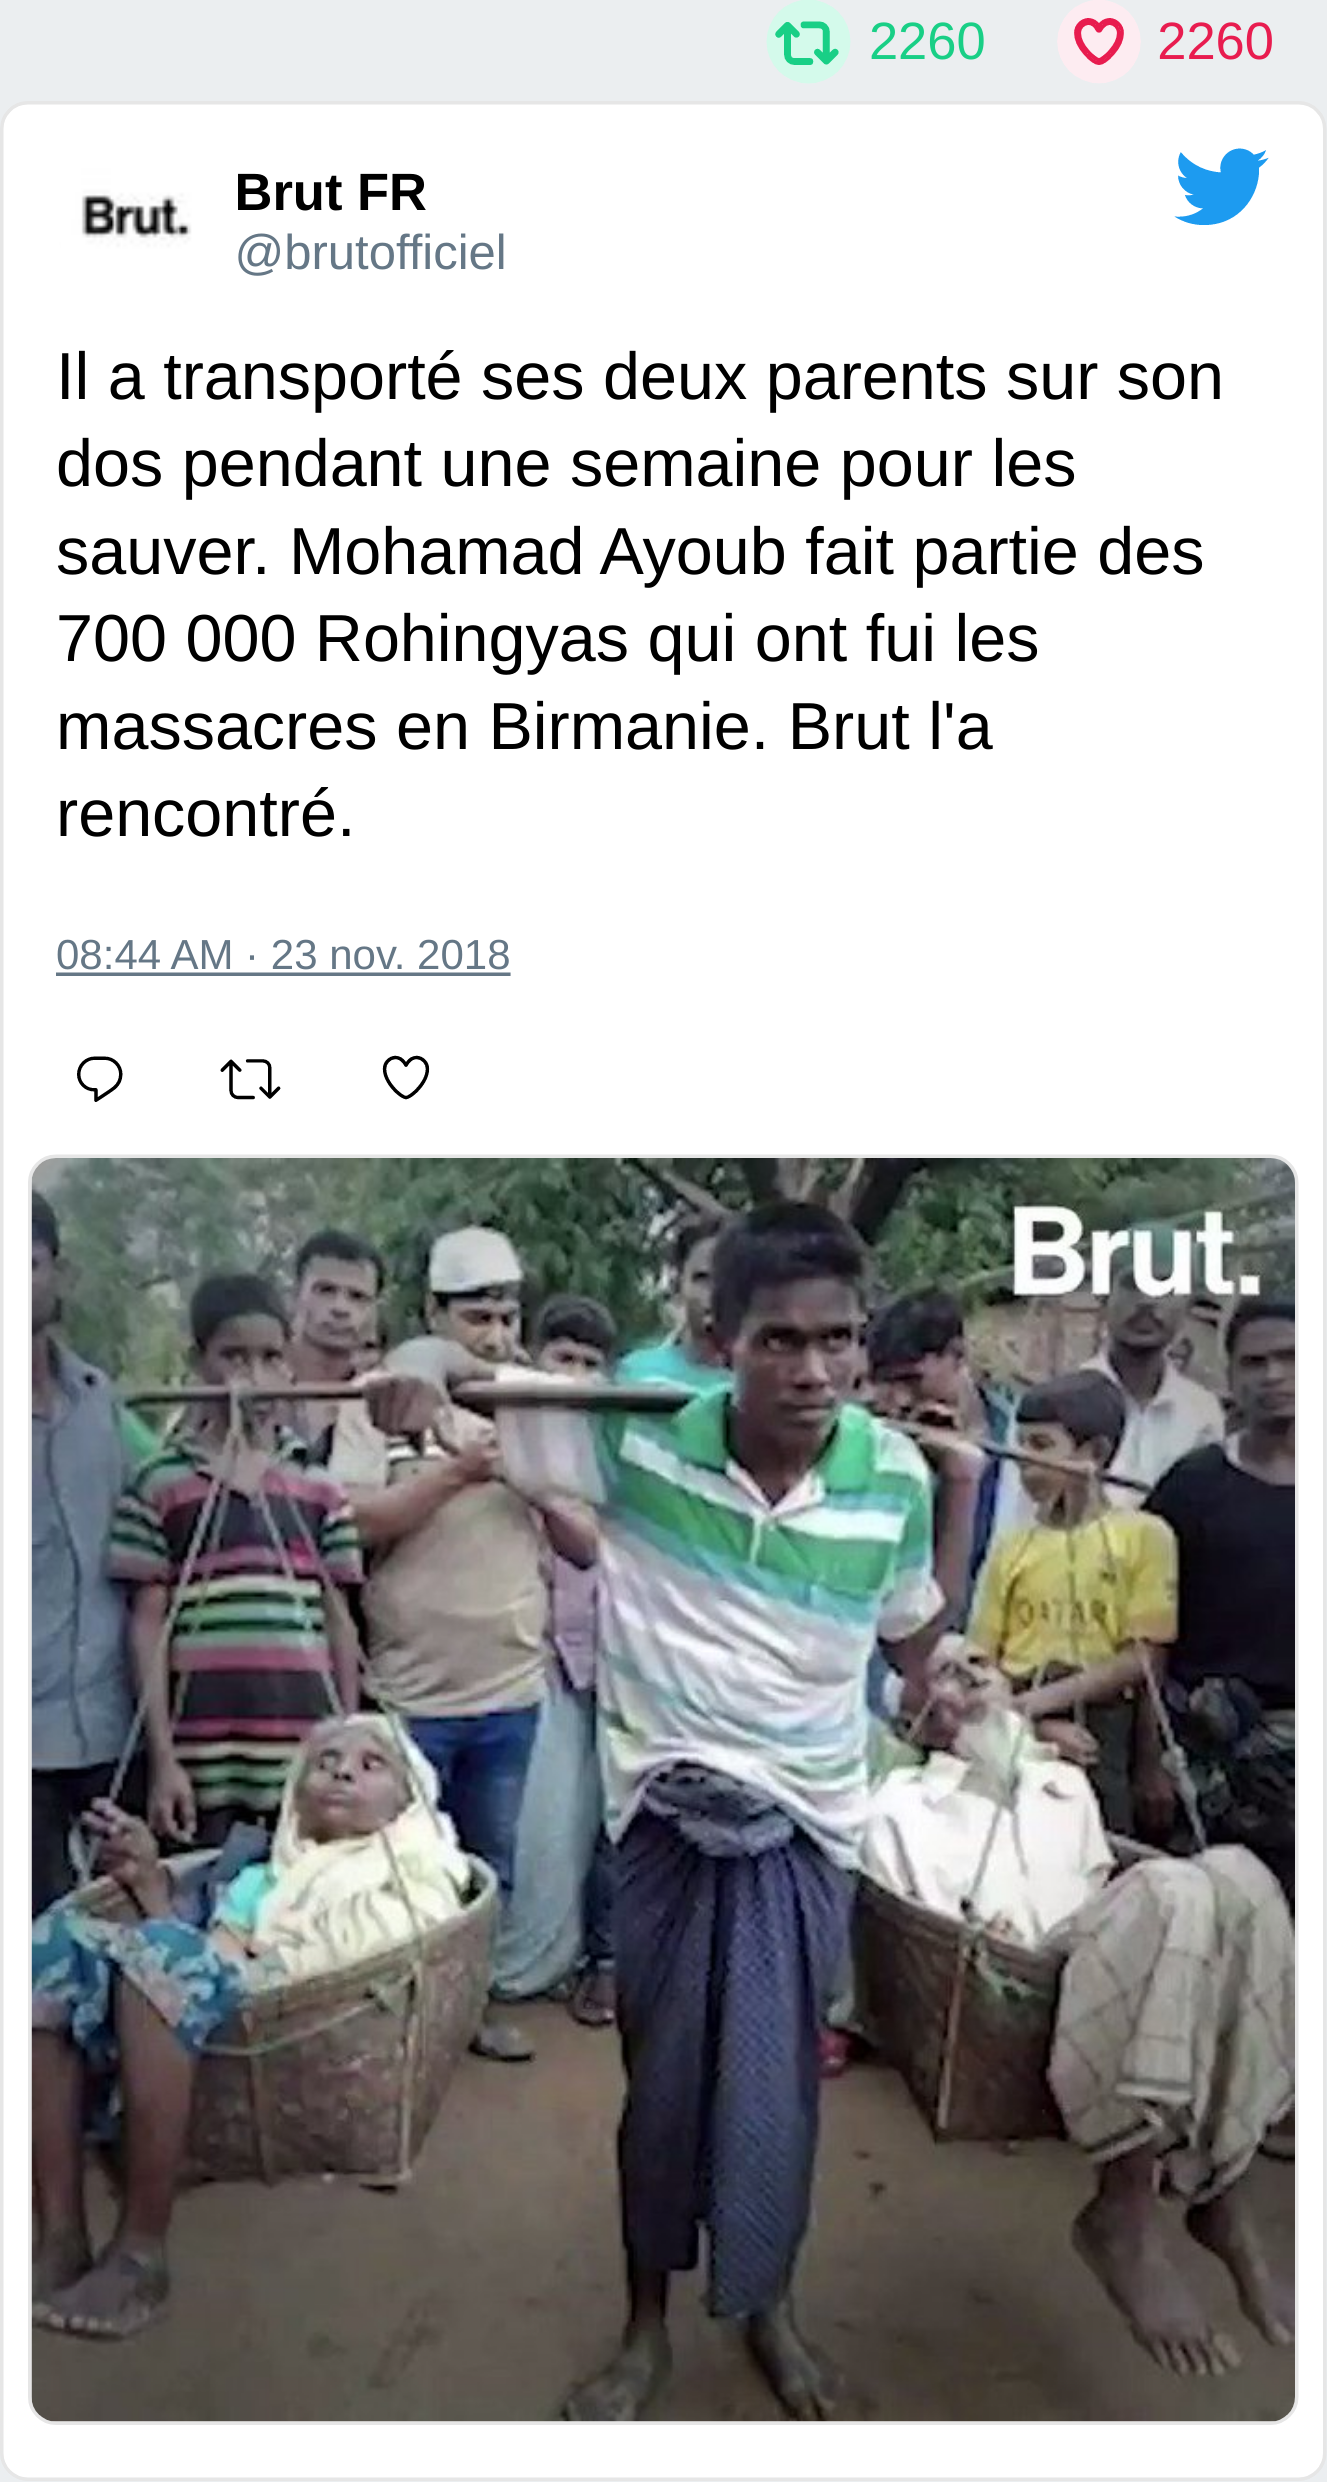 2260 2260
Brut.
Brut FR
@brutofficiel
Il a transporté ses deux parents sur son
dos pendant une semaine pour les
sauver. Mohamad Ayoub fait partie des
700 000 Rohingyas qui ont fui les
massacres en Birmanie. Brut l'a
rencontré.
08:44 AM · 23 nov. 2018
Brut.
QATAR